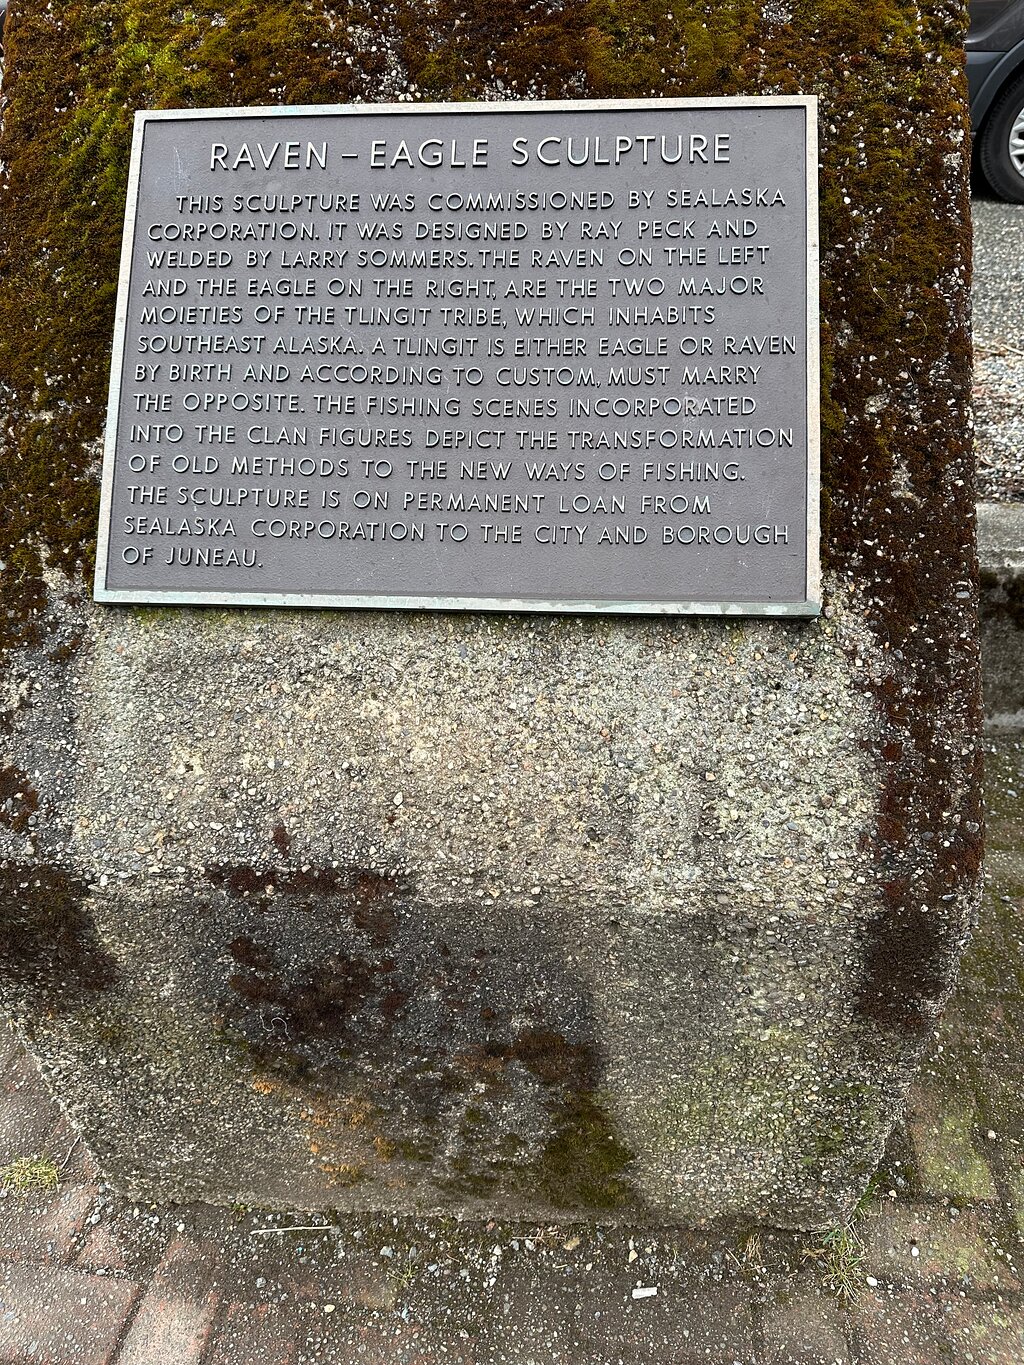 RAVEN – EAGLE SCULPTURE
THIS SCULPTURE WAS COMMISSIONED BY SEALASKA
CORPORATION. IT WAS DESIGNED BY RAY PECK AND
WELDED BY LARRY SOMMERS. THE RAVEN ON THE LEFT
AND THE EAGLE ON THE RIGHT, ARE THE TWO MAJOR
MOIETIES OF THE TLINGIT TRIBE, WHICH INHABITS
SOUTHEAST ALASKA. A TLINGIT IS EITHER EAGLE OR RAVEN
BY BIRTH AND ACCORDING TO CUSTOM, MUST MARRY
THE OPPOSITE. THE FISHING SCENES INCORPORATED
INTO THE CLAN FIGURES DEPICT THE TRANSFORMATION
OF OLD METHODS TO THE NEW WAYS OF FISHING.
THE SCULPTURE IS ON PERMANENT LOAN FROM
SEALASKA CORPORATION TO THE CITY AND BOROUGH
OF JUNEAU.